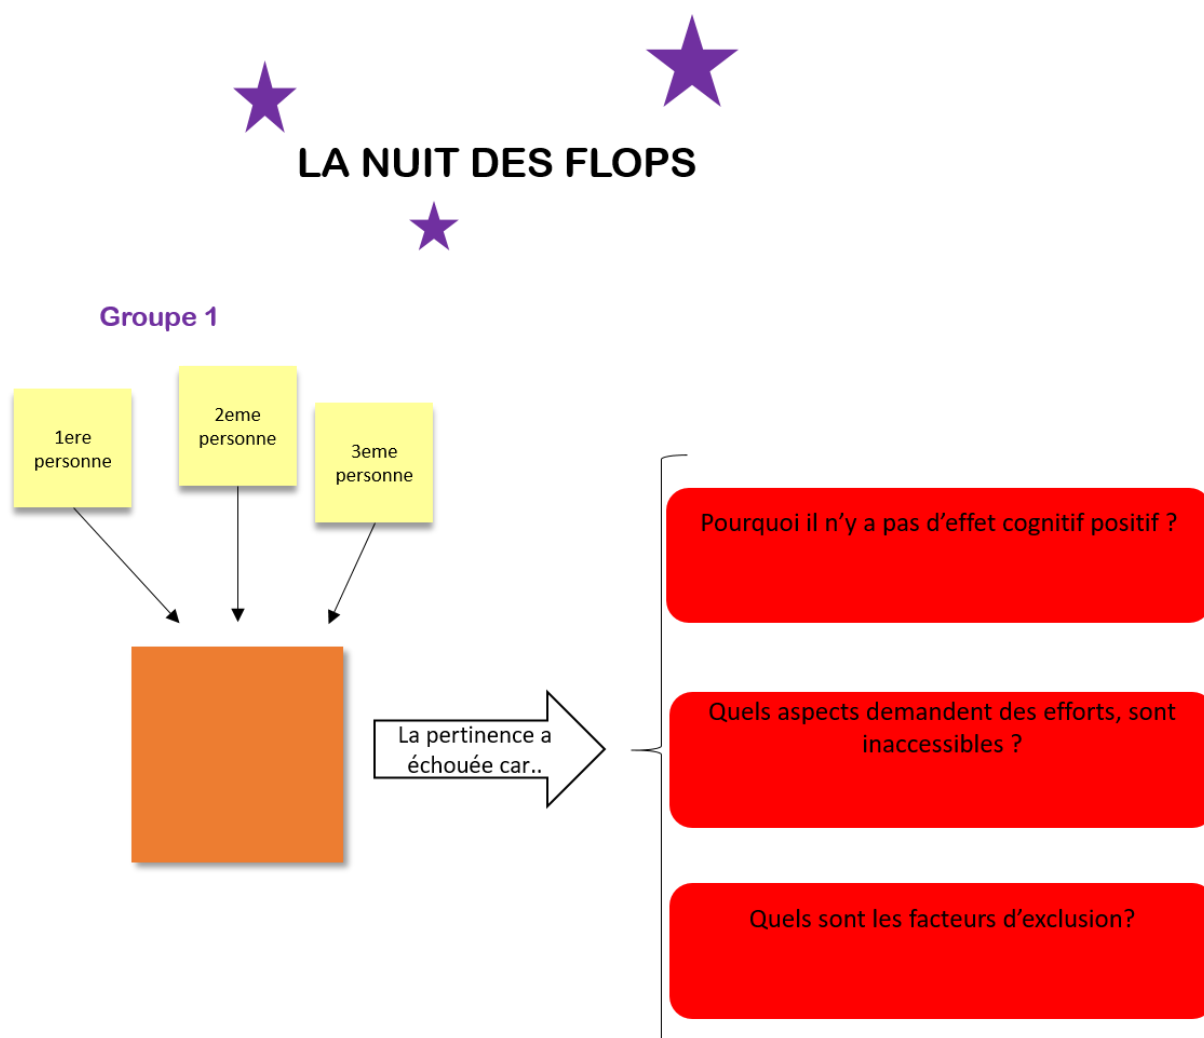 LA NUIT DES FLOPS
Groupe 1
1ere
personne
2eme
personne
3eme
personne
La pertinence a
échouée car..
Pourquoi il n’y a pas d’effet cognitif positif ?
Quels aspects demandent des efforts, sont
inaccessibles ?
Quels sont les facteurs d’exclusion?